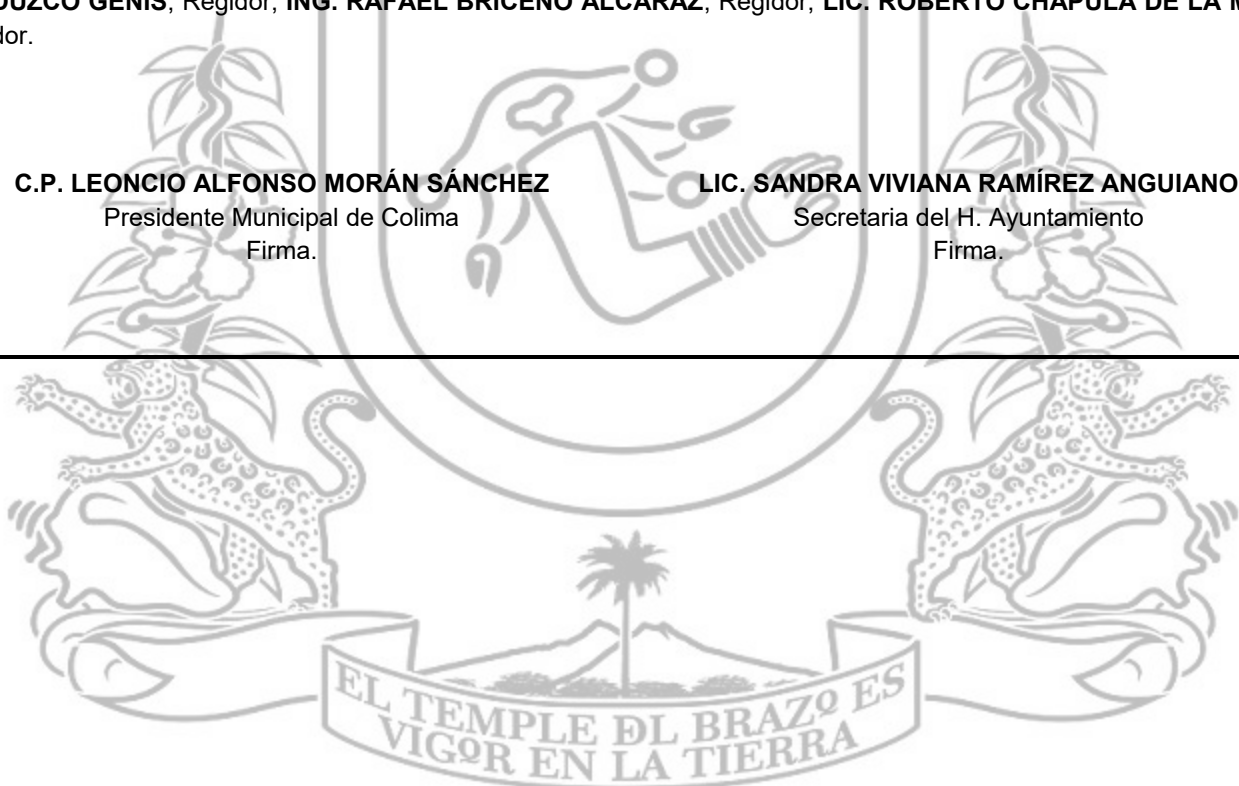 OUZCO GENIS, Regidor, ING. RAFAEL BRICEÑO ALCARAZ, Regidor, LIC. ROBERTO CHAPULA DE LA
dor.
C.P. LEONCIO ALFONSO MORÁN SÁNCHEZ
Presidente Municipal de Colima
Firma.
LIC. SANDRA VIVIANA RAMÍREZ ANGUIANO
Secretaria del H. Ayuntamiento
Firma.
EL TEMPLE DL BRAZO ES
VIGOR EN LA TIERRA